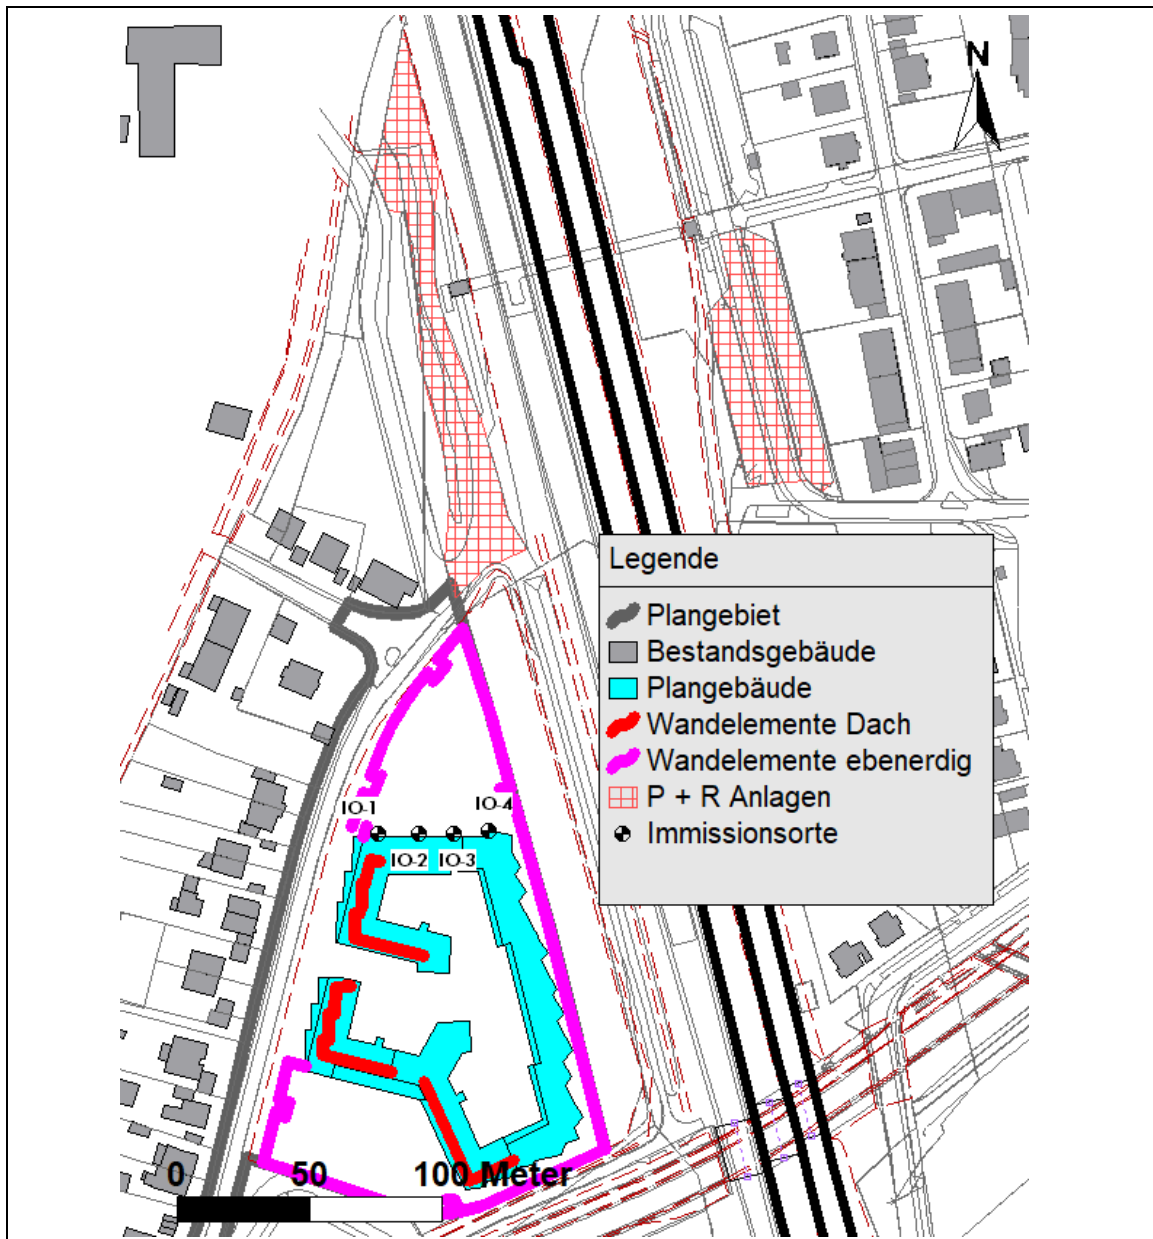 N
Legende
Plangebiet
Bestandsgebäude
Plangebäude
Wandelemente Dach
Wandelemente ebenerdig
P + R Anlagen
Immissionsorte
IO-1
IO-4
IO-2
IO-3
0 50 100 Meter